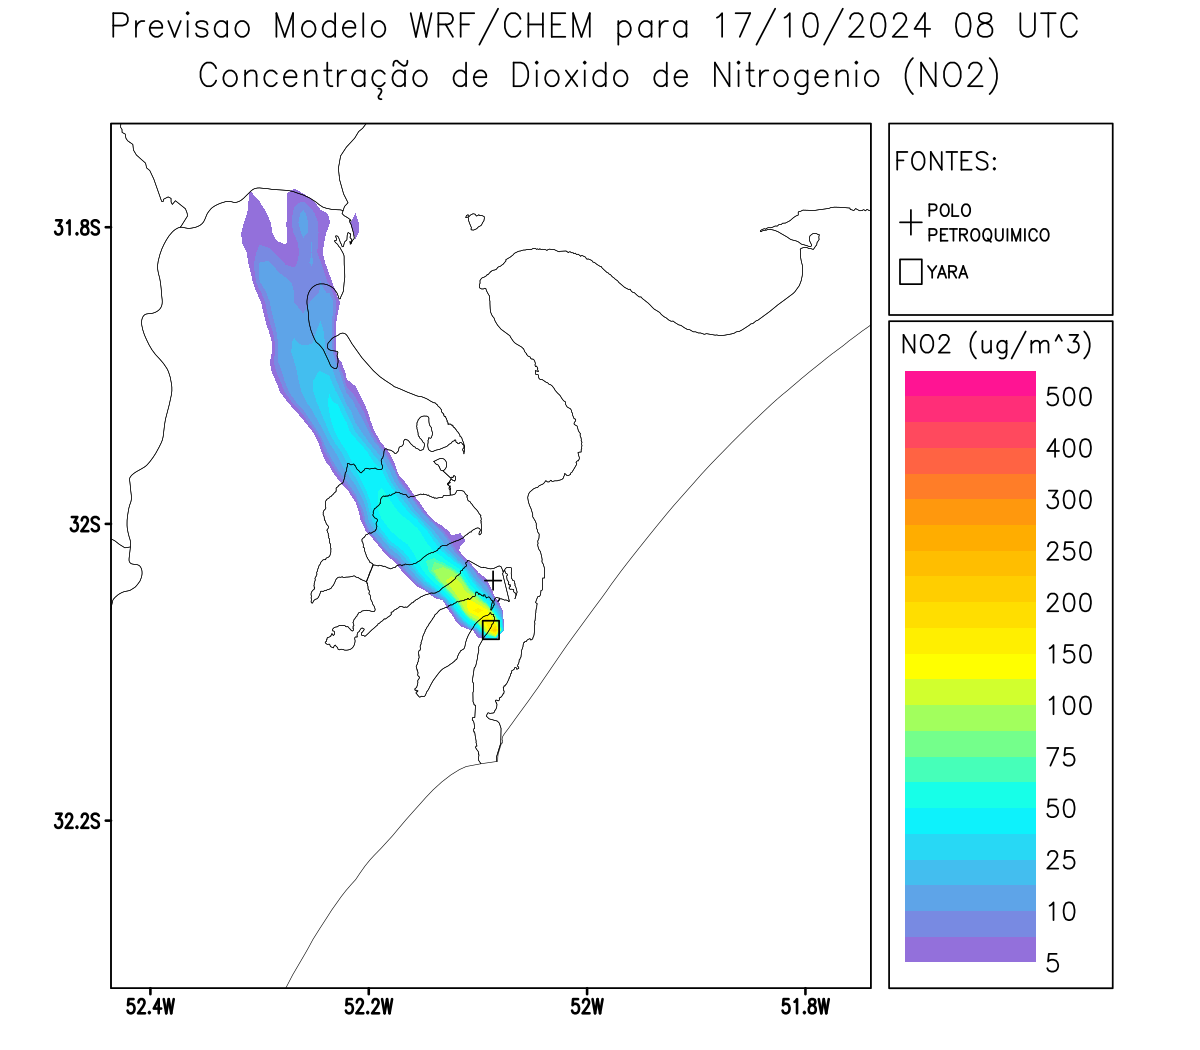 Previsao Modelo WRF/CHEM para 17/10/2024 08 UTC
Concentração de Dioxido de Nitrogenio (NO2)
FONTES:
POLO
PETROQUIMICO
YARA
31.8S
32S
32.2S
52.4W
52.2W
52W
51.8W
NO2 (ug/m^3)
500
400
300
250
200
150
100
75
50
25
10
5